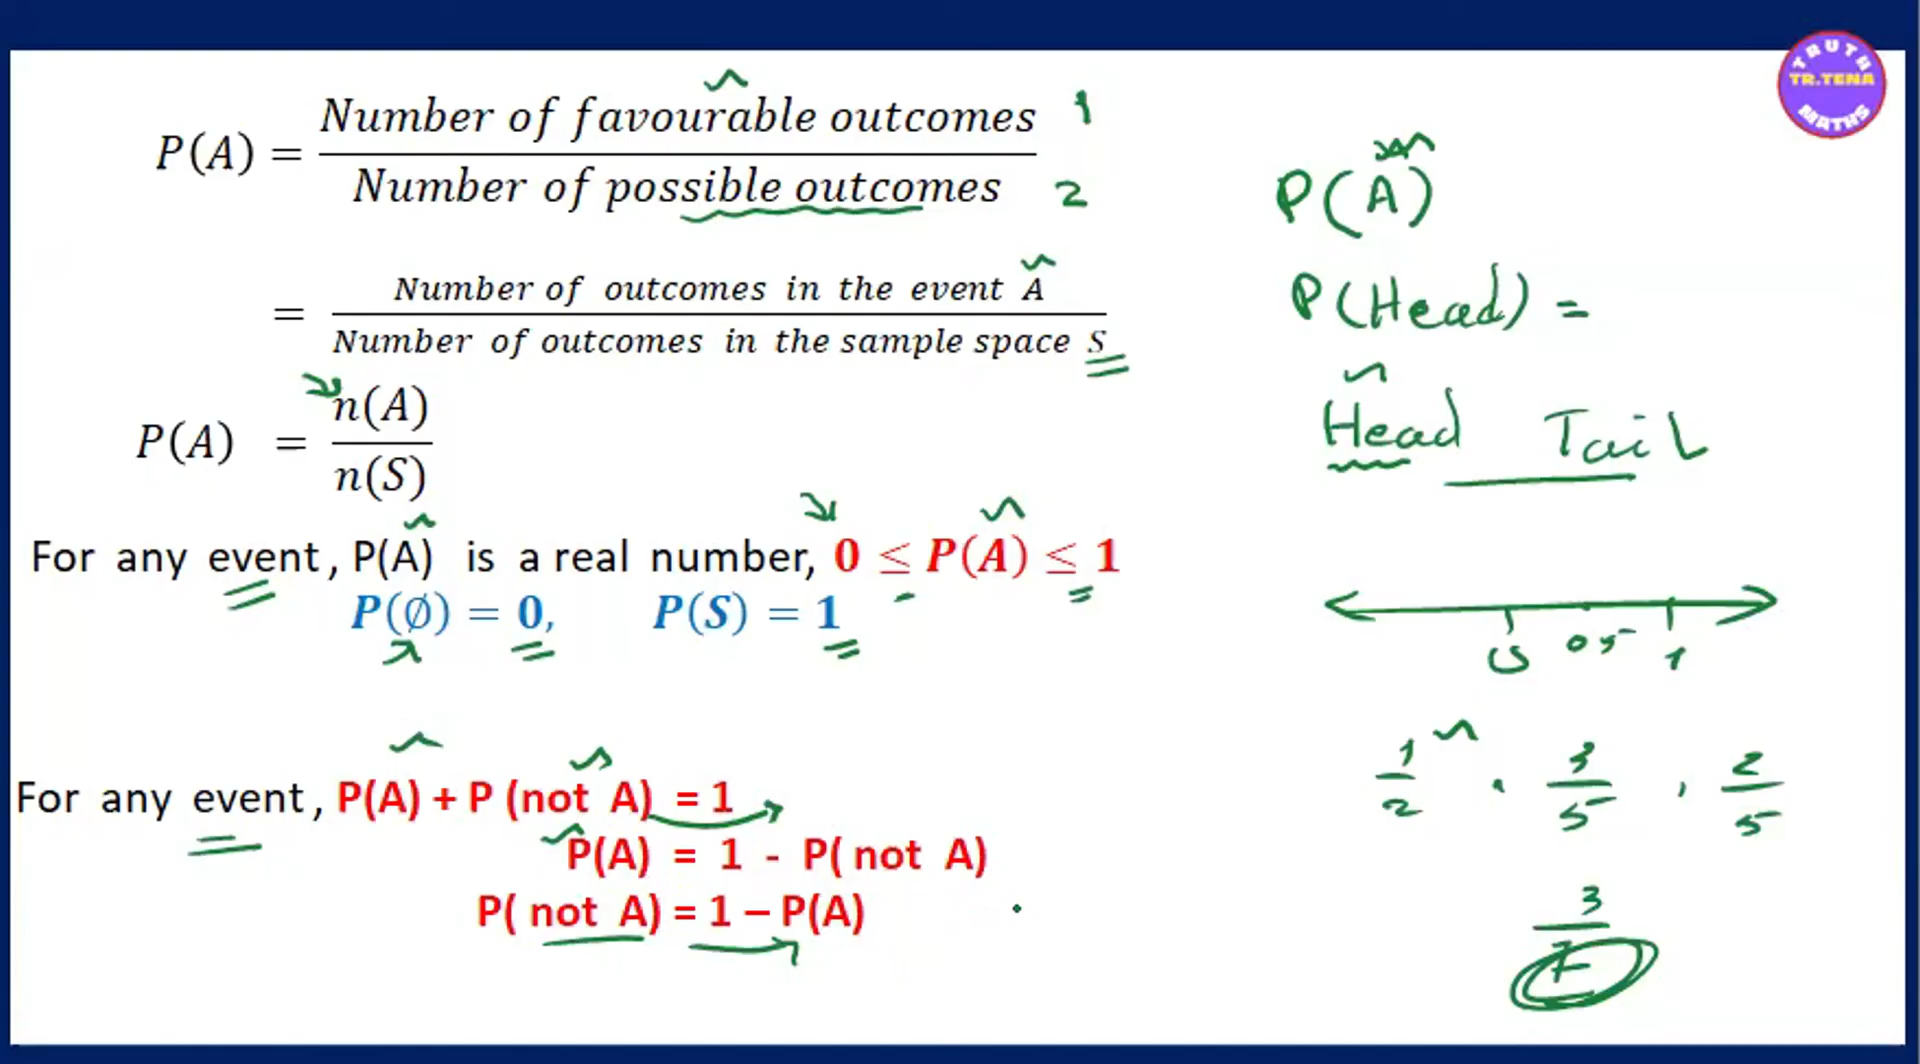 TRUTH
TR.TENA
MATHS
P(A) = Number of favourable outcomes / Number of possible outcomes
1
2
= Number of outcomes in the event A / Number of outcomes in the sample space S
P(A) = n(A) / n(S)
For any event, P(A) is a real number, 0 ≤ P(A) ≤ 1
P(∅) = 0, P(S) = 1
For any event, P(A) + P (not A) = 1
P(A) = 1 - P( not A)
P( not A) = 1 – P(A)
P(A)
P(Head) =
Head Tail
0 0.5 1
1/2 , 3/5 , 2/5
3